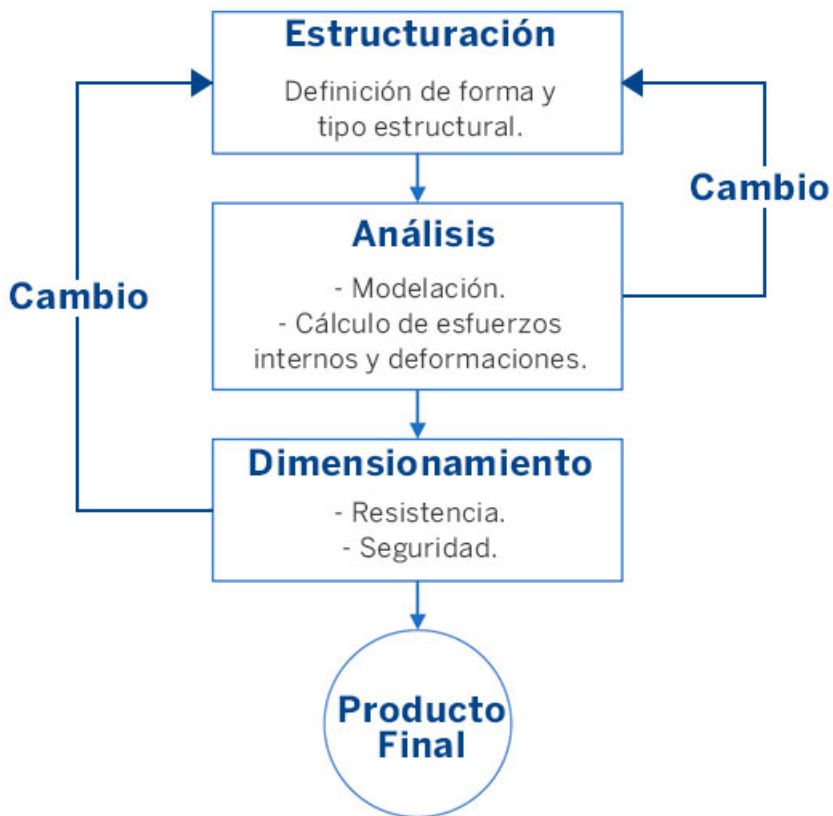 Estructuración
Definición de forma y
tipo estructural.
Cambio
Análisis
- Modelación.
- Cálculo de esfuerzos
internos y deformaciones.
Cambio
Dimensionamiento
- Resistencia.
- Seguridad.
Producto
Final